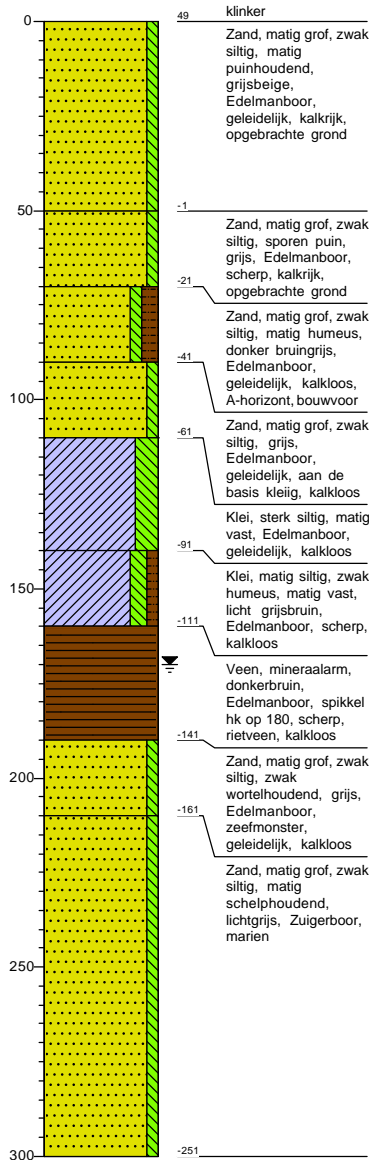 0
49
klinker
Zand, matig grof, zwak
siltig, matig
puinhoudend,
grijsbeige,
Edelmanboor,
geleidelijk, kalkrijk,
opgebrachte grond
50
-1
Zand, matig grof, zwak
siltig, sporen puin,
grijs, Edelmanboor,
scherp, kalkrijk,
opgebrachte grond
-21
Zand, matig grof, zwak
siltig, matig humeus,
donker bruingrijs,
Edelmanboor,
geleidelijk, kalkloos,
A-horizont, bouwvoor
-41
100
Zand, matig grof, zwak
siltig, grijs,
Edelmanboor,
geleidelijk, aan de
basis kleiig, kalkloos
-61
Klei, sterk siltig, matig
vast, Edelmanboor,
geleidelijk, kalkloos
-91
150
Klei, matig siltig, zwak
humeus, matig vast,
licht grijsbruin,
Edelmanboor, scherp,
kalkloos
-111
Veen, mineraalarm,
donkerbruin,
Edelmanboor, spikkel
hk op 180, scherp,
rietveen, kalkloos
-141
200
Zand, matig grof, zwak
siltig, zwak
wortelhoudend, grijs,
Edelmanboor,
zeefmonster,
geleidelijk, kalkloos
-161
Zand, matig grof, zwak
siltig, matig
schelphoudend,
lichtgrijs, Zuigerboor,
marien
250
300
-251